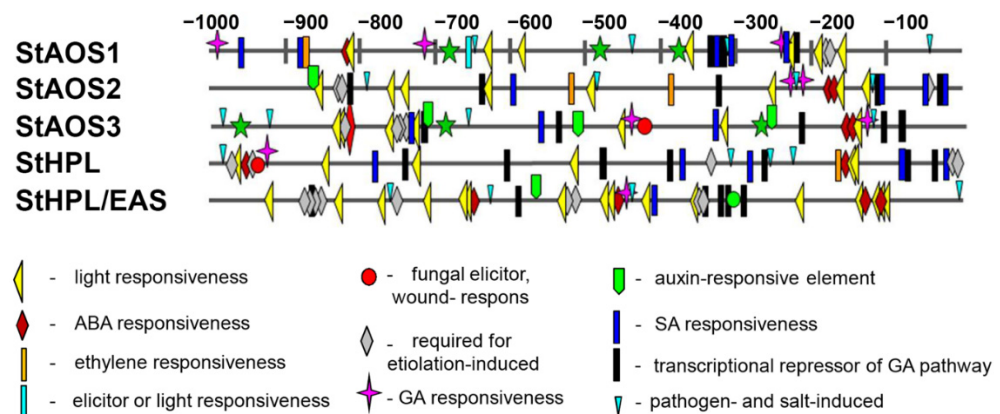 −1000 −900 −800 −700 −600 −500 −400 −300 −200 −100
StAOS1
StAOS2
StAOS3
StHPL
StHPL/EAS
- light responsiveness
- ABA responsiveness
- ethylene responsiveness
- elicitor or light responsiveness
- fungal elicitor,
wound- respons
- required for
etiolation-induced
- GA responsiveness
- auxin-responsive element
- SA responsiveness
- transcriptional repressor of GA pathway
- pathogen- and salt-induced